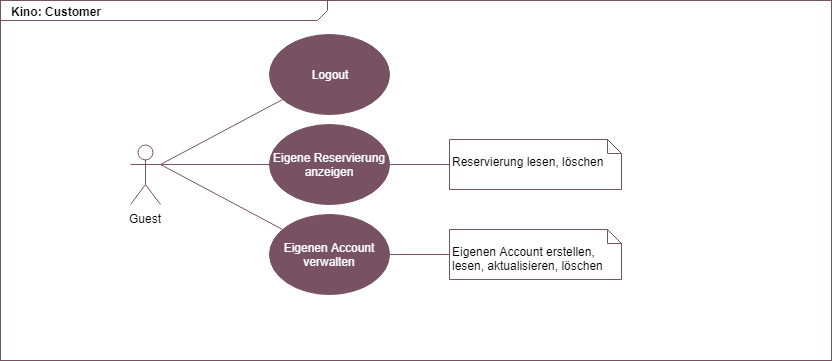 Kino: Customer
Logout
Eigene Reservierung
anzeigen
Reservierung lesen, löschen
Guest
Eigenen Account
verwalten
Eigenen Account erstellen,
lesen, aktualisieren, löschen